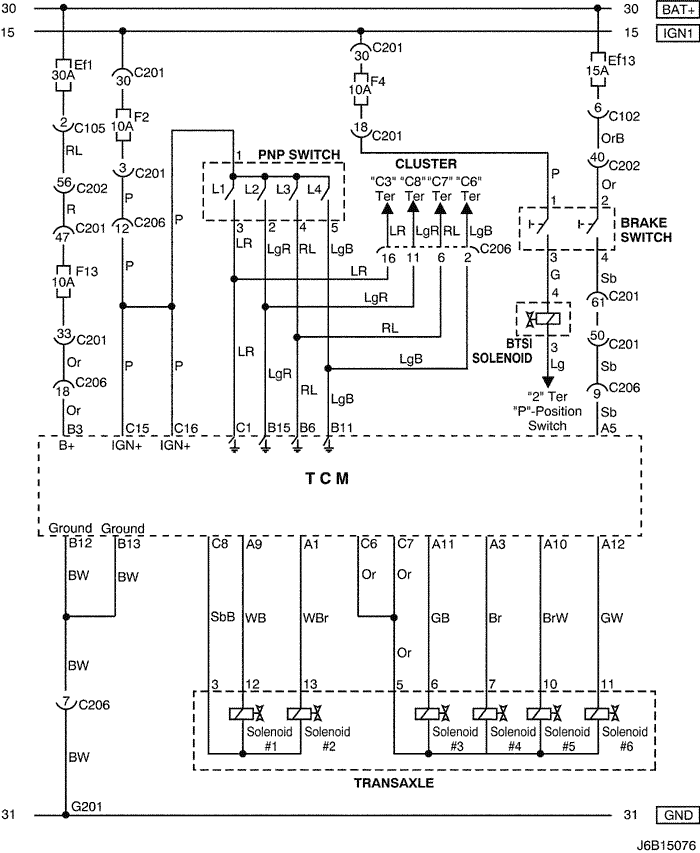 30 30 BAT+
15 15 IGN1
Ef1 C201 C201 Ef13
30A 30 30 15A
F2 F4
10A 10A
2 C105 18 C201 6 C102
RL OrB
3 C201 1 PNP SWITCH CLUSTER 40 C202
56 C202 L1 L2 L3 L4 "C3" "C8" "C7" "C6" P Or
R P P Ter Ter Ter Ter 1 2
12 C206 3 2 4 5 LR LgR RL LgB BRAKE
47 C201 LR LgR RL LgB 16 11 6 2 C206 SWITCH
F13 LR 3 4
10A LgR G Sb
RL 4 61 C201
33 C201 LgB BTSI
Or P P LR LgR RL LgB SOLENOID 3 50 C201
18 C206 Lg Sb
Or "2" Ter 9 C206
"P"-Position Sb
Switch
B3 C15 C16 C1 B15 B6 B11 A5
B+ IGN+ IGN+
TCM
Ground Ground
B12 B13 C8 A9 A1 C6 C7 A11 A3 A10 A12
BW BW Or Or
SbB WB WBr GB Br BrW GW
BW Or
3 12 13 5 6 7 10 11
7 C206
Solenoid Solenoid Solenoid Solenoid Solenoid Solenoid
#1 #2 #3 #4 #5 #6
BW
TRANSAXLE
G201
31 31 GND
J6B15076